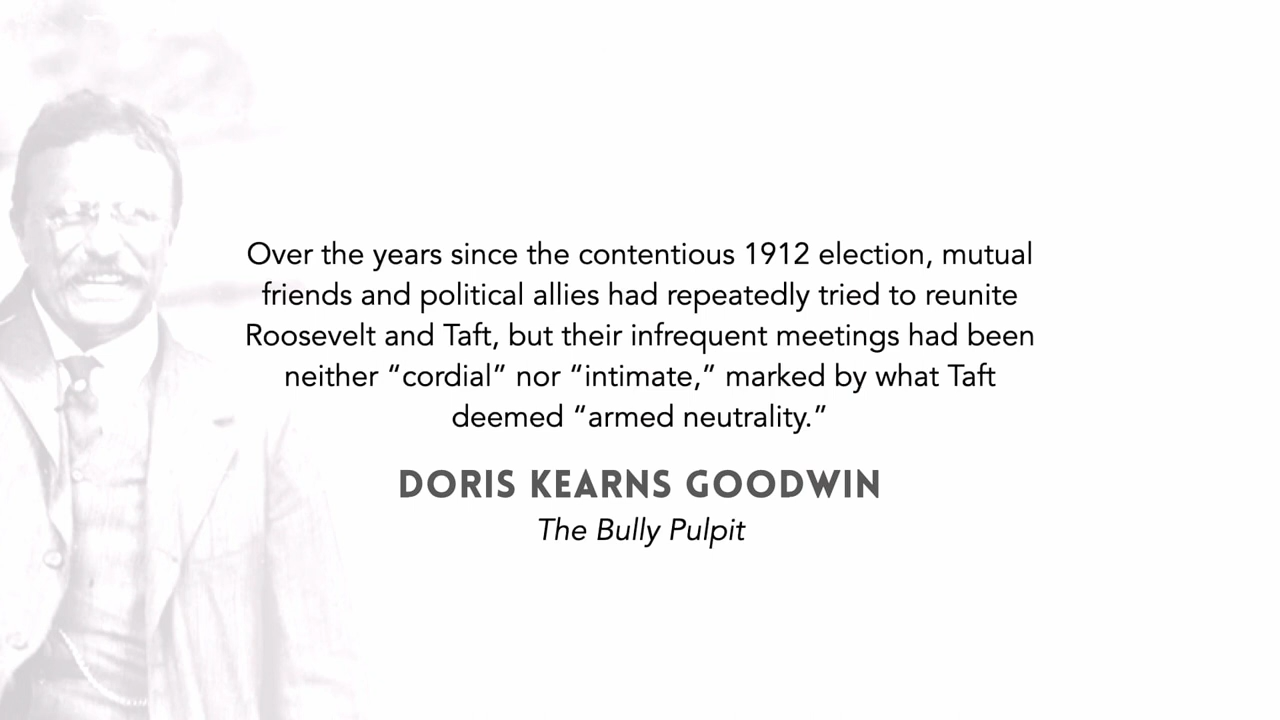 Over the years since the contentious 1912 election, mutual
friends and political allies had repeatedly tried to reunite
Roosevelt and Taft, but their infrequent meetings had been
neither “cordial” nor “intimate,” marked by what Taft
deemed “armed neutrality.”
DORIS KEARNS GOODWIN
The Bully Pulpit